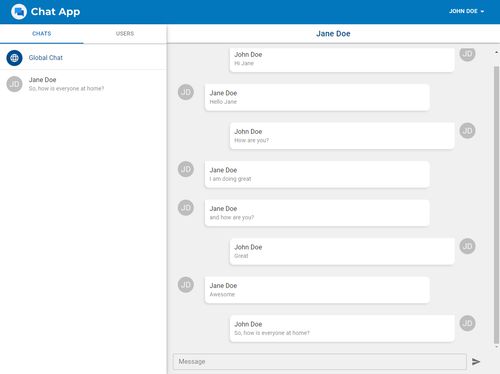 Chat App
JOHN DOE
CHATS
USERS
Global Chat
JD
Jane Doe
So, how is everyone at home?
Jane Doe
John Doe
Hi Jane
JD
JD
Jane Doe
Hello Jane
John Doe
How are you?
JD
JD
Jane Doe
I am doing great
JD
Jane Doe
and how are you?
John Doe
Great
JD
JD
Jane Doe
Awesome
John Doe
So, how is everyone at home?
JD
Message